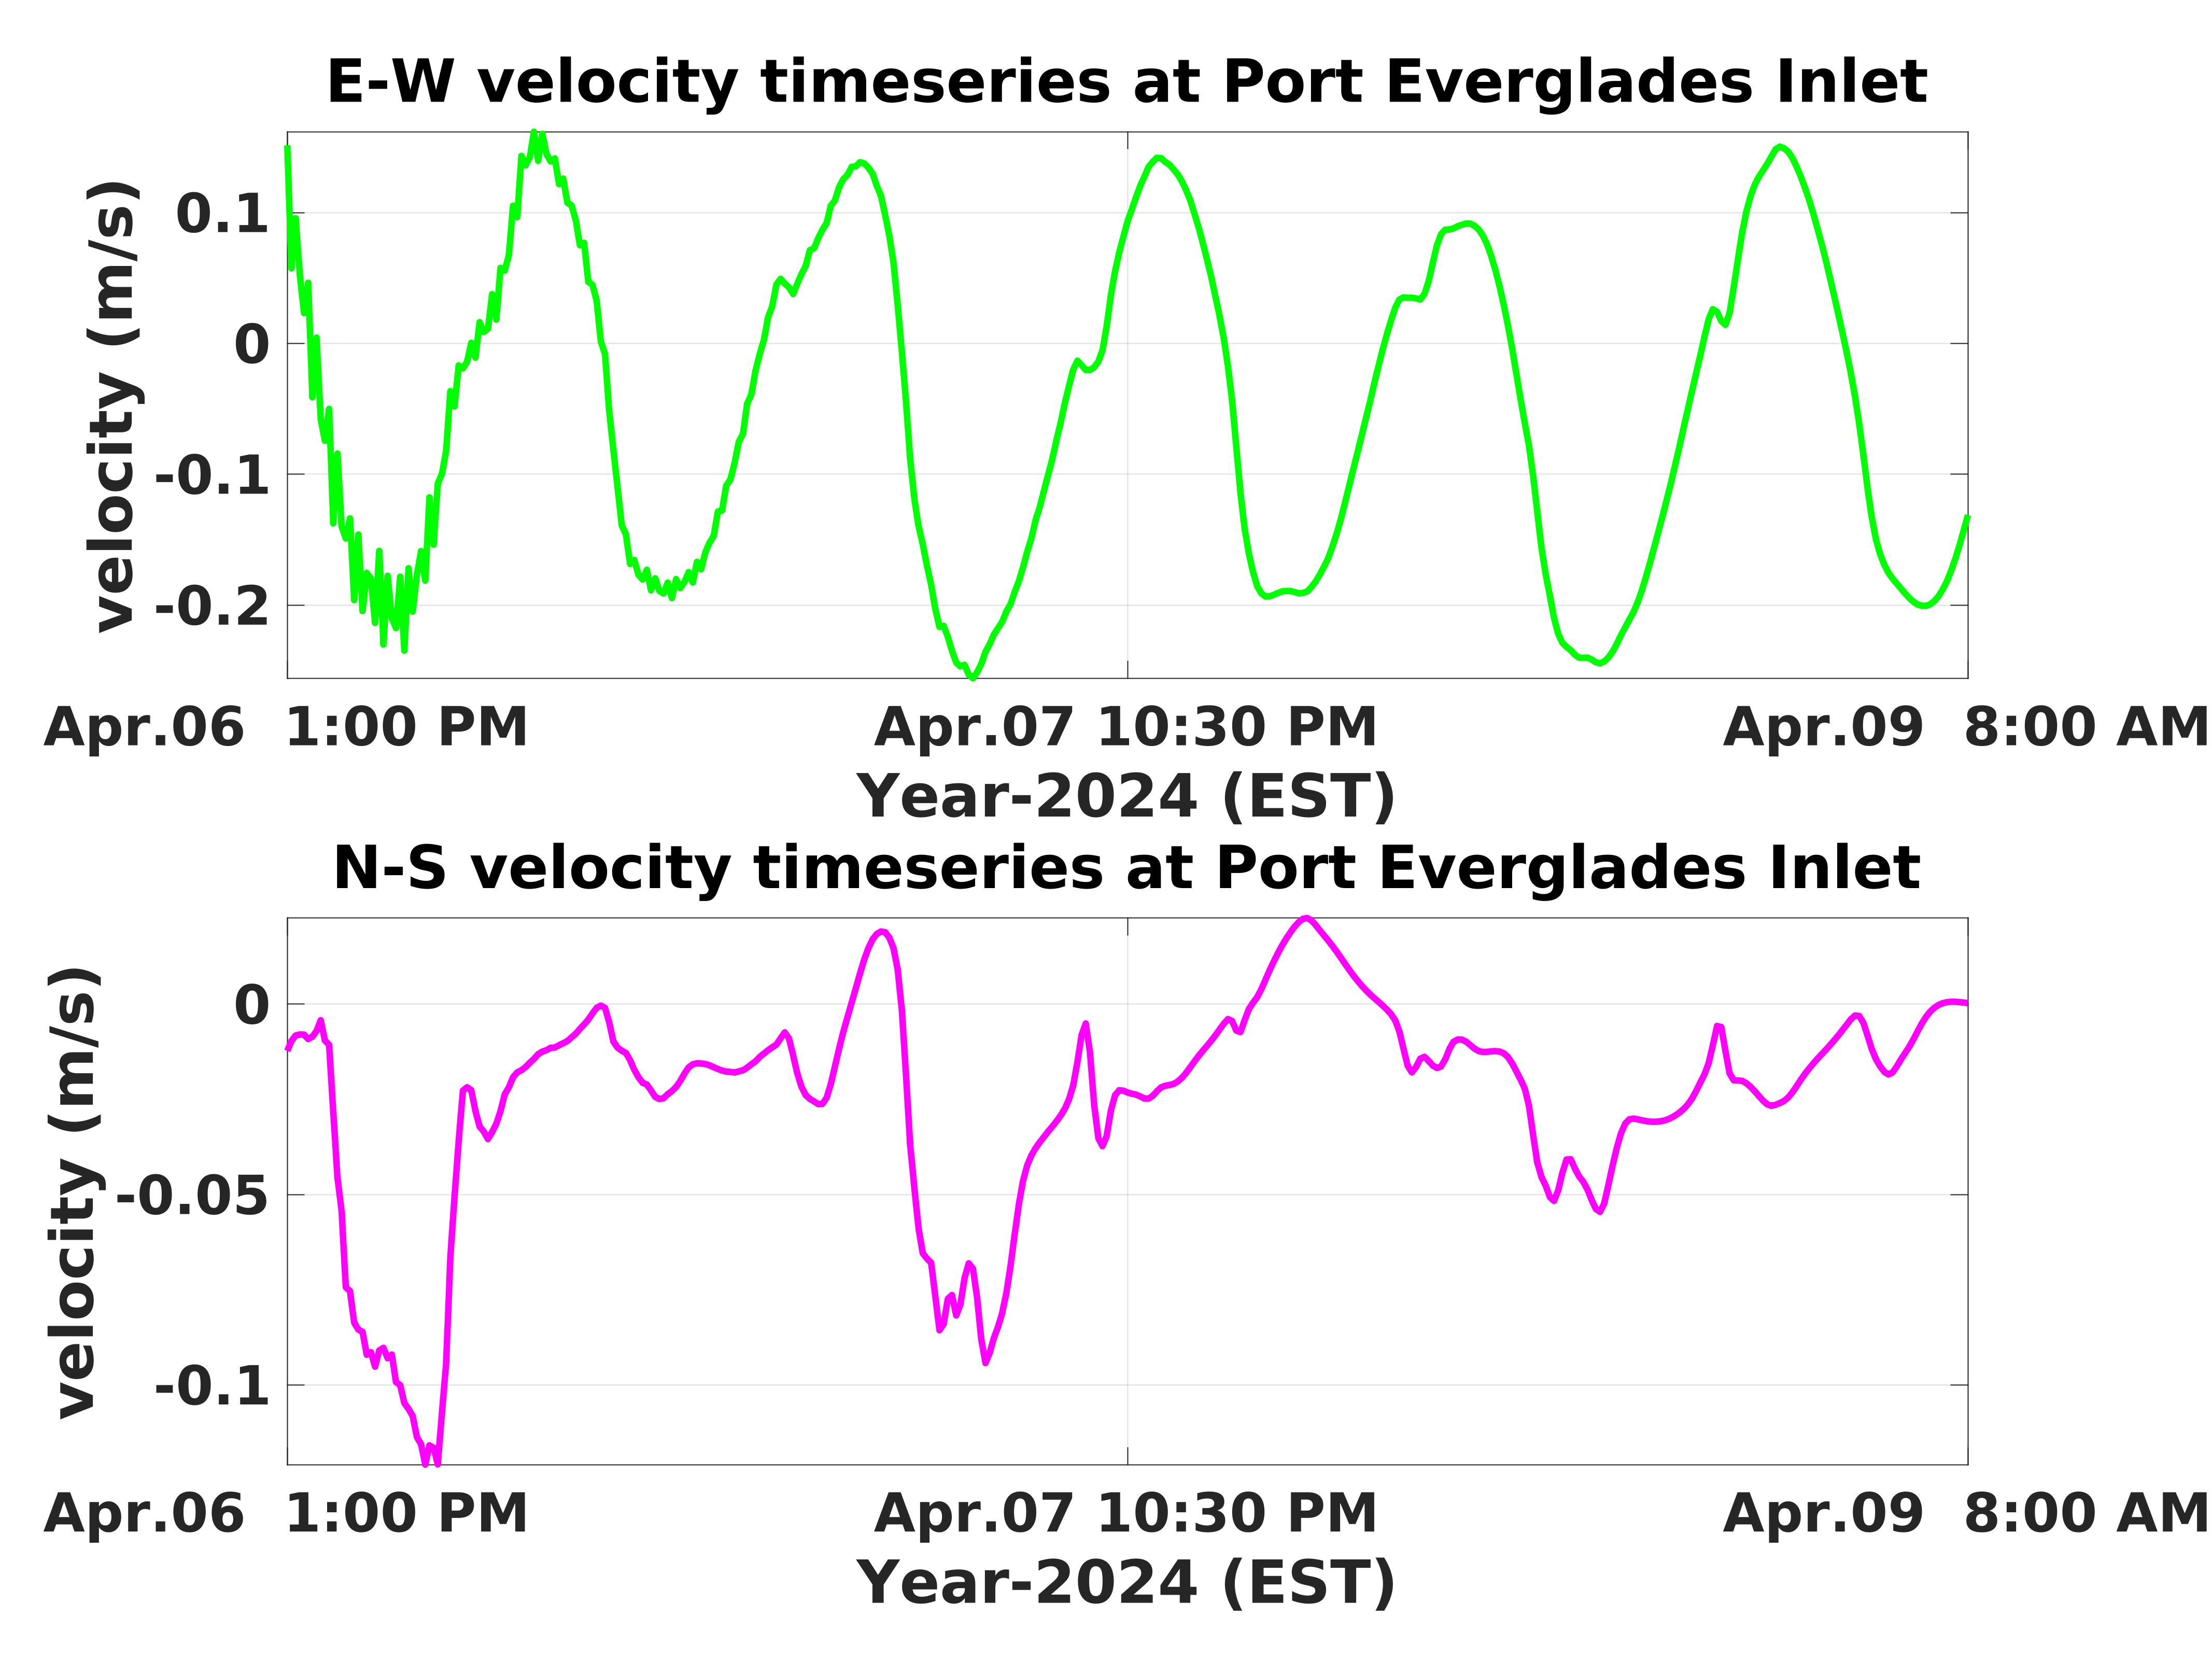 E-W velocity timeseries at Port Everglades Inlet
velocity (m/s)
0.1
0
-0.1
-0.2
Apr.06  1:00 PM Apr.07 10:30 PM Apr.09  8:00 AM
Year-2024 (EST)
N-S velocity timeseries at Port Everglades Inlet
velocity (m/s)
0
-0.05
-0.1
Apr.06  1:00 PM Apr.07 10:30 PM Apr.09  8:00 AM
Year-2024 (EST)